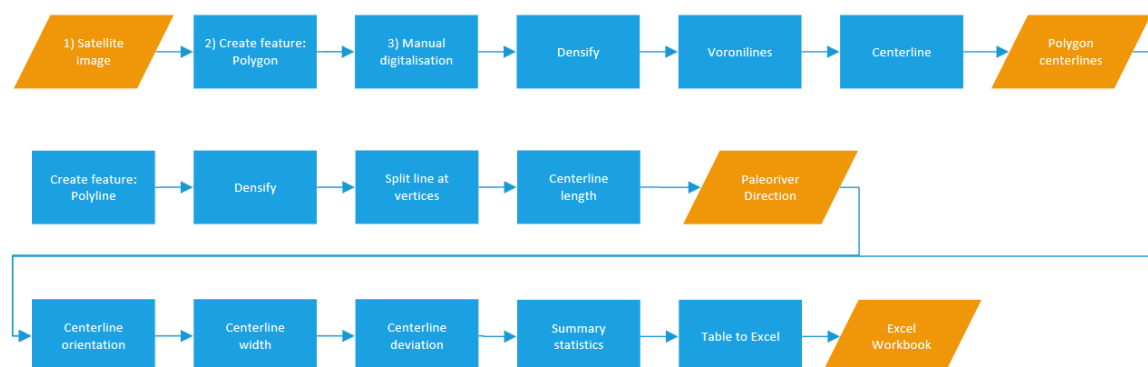 1) Satellite
image
2) Create feature:
Polygon
3) Manual
digitalisation
Densify
Voronilines
Centerline
Polygon
centerlines
Create feature:
Polyline
Densify
Split line at
vertices
Centerline
length
Paleoriver
Direction
Centerline
orientation
Centerline
width
Centerline
deviation
Summary
statistics
Table to Excel
Excel
Workbook